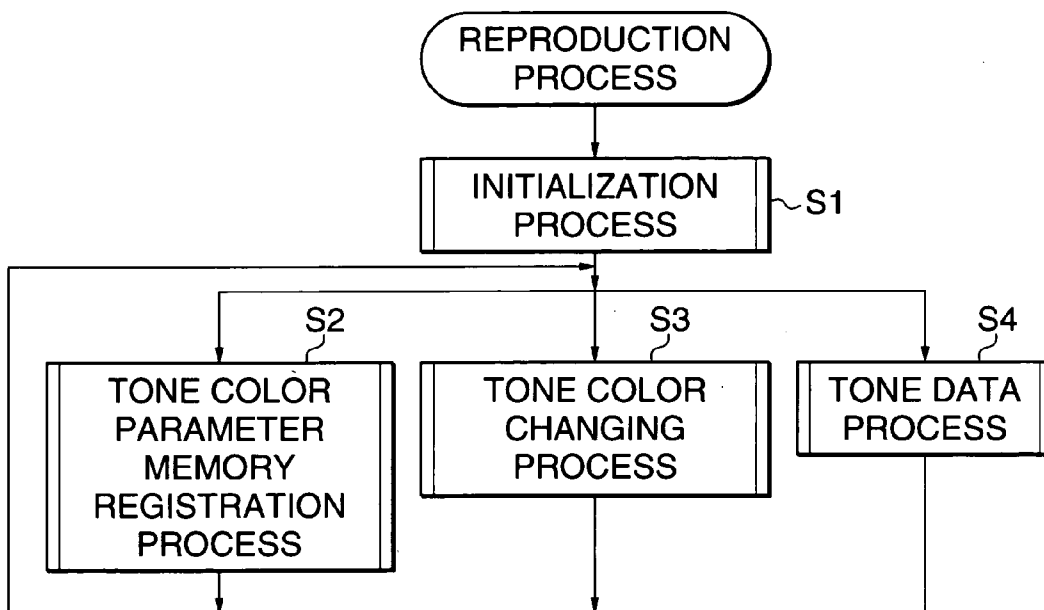 REPRODUCTION
PROCESS
INITIALIZATION
PROCESS
S1
S2
S3
S4
TONE COLOR
PARAMETER
MEMORY
REGISTRATION
PROCESS
TONE COLOR
CHANGING
PROCESS
TONE DATA
PROCESS